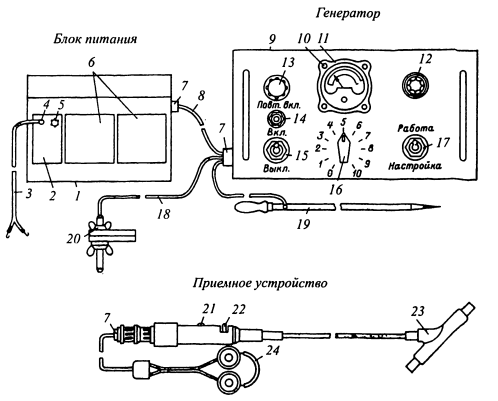 Генератор
Блок питания
9 10 11
6
4 5
7 8
13
12
Повт. вкл.
14
Вкл.
7
15
Выкл.
0 1 2 3 4 5 6 7 8 9 10
16
Работа
17
Настройка
3 2 1
18
19
20
Приемное устройство
7
21 22
23
24